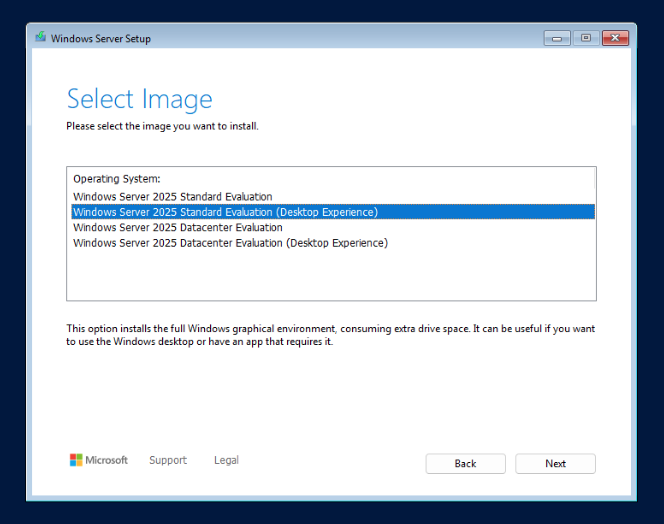 Windows Server Setup
Select Image
Please select the image you want to install.
Operating System:
Windows Server 2025 Standard Evaluation
Windows Server 2025 Standard Evaluation (Desktop Experience)
Windows Server 2025 Datacenter Evaluation
Windows Server 2025 Datacenter Evaluation (Desktop Experience)
This option installs the full Windows graphical environment, consuming extra drive space. It can be useful if you want
to use the Windows desktop or have an app that requires it.
Microsoft Support Legal Back Next